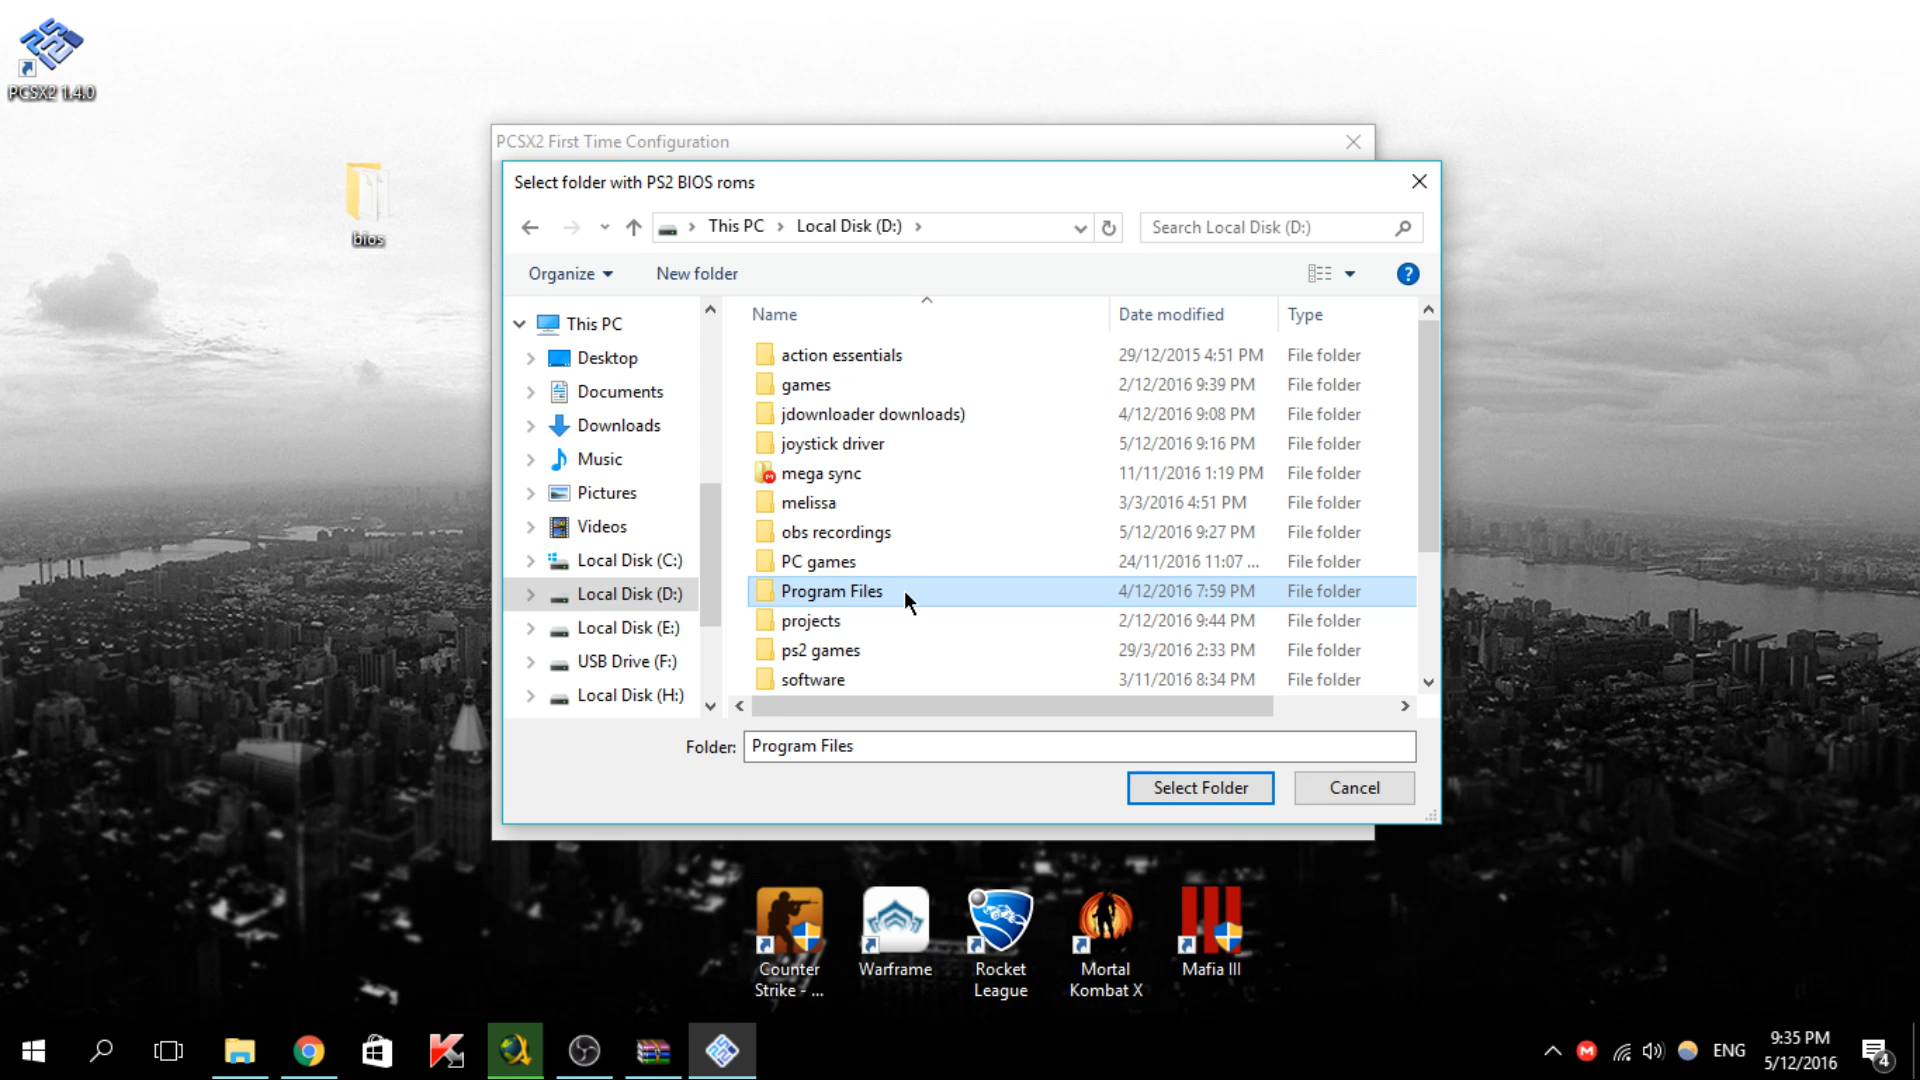 PCSX2 1.4.0
bios
PCSX2 First Time Configuration
Select folder with PS2 BIOS roms
This PC
Local Disk (D:)
Search Local Disk (D:)
Organize
New folder
?
This PC
Desktop
Documents
Downloads
Music
Pictures
Videos
Local Disk (C:)
Local Disk (D:)
Local Disk (E:)
USB Drive (F:)
Local Disk (H:)
Name Date modified Type
action essentials 29/12/2015 4:51 PM File folder
games 2/12/2016 9:39 PM File folder
jdownloader downloads) 4/12/2016 9:08 PM File folder
joystick driver 5/12/2016 9:16 PM File folder
mega sync 11/11/2016 1:19 PM File folder
melissa 3/3/2016 4:51 PM File folder
obs recordings 5/12/2016 9:27 PM File folder
PC games 24/11/2016 11:07 ... File folder
Program Files 4/12/2016 7:59 PM File folder
projects 2/12/2016 9:44 PM File folder
ps2 games 29/3/2016 2:33 PM File folder
software 3/11/2016 8:34 PM File folder
Folder: Program Files
Select Folder
Cancel
Counter
Strike - ...
Warframe
Rocket
League
Mortal
Kombat X
Mafia III
ENG
9:35 PM
5/12/2016
4